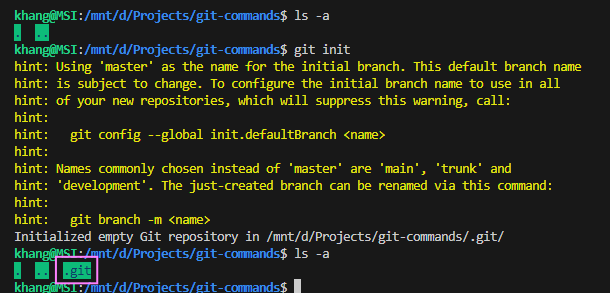 khang@MSI:/mnt/d/Projects/git-commands$ ls -a
.  ..
khang@MSI:/mnt/d/Projects/git-commands$ git init
hint: Using 'master' as the name for the initial branch. This default branch name
hint: is subject to change. To configure the initial branch name to use in all
hint: of your new repositories, which will suppress this warning, call:
hint:
hint:   git config --global init.defaultBranch <name>
hint:
hint: Names commonly chosen instead of 'master' are 'main', 'trunk' and
hint: 'development'. The just-created branch can be renamed via this command:
hint:
hint:   git branch -m <name>
Initialized empty Git repository in /mnt/d/Projects/git-commands/.git/
khang@MSI:/mnt/d/Projects/git-commands$ ls -a
.  ..  .git
khang@MSI:/mnt/d/Projects/git-commands$